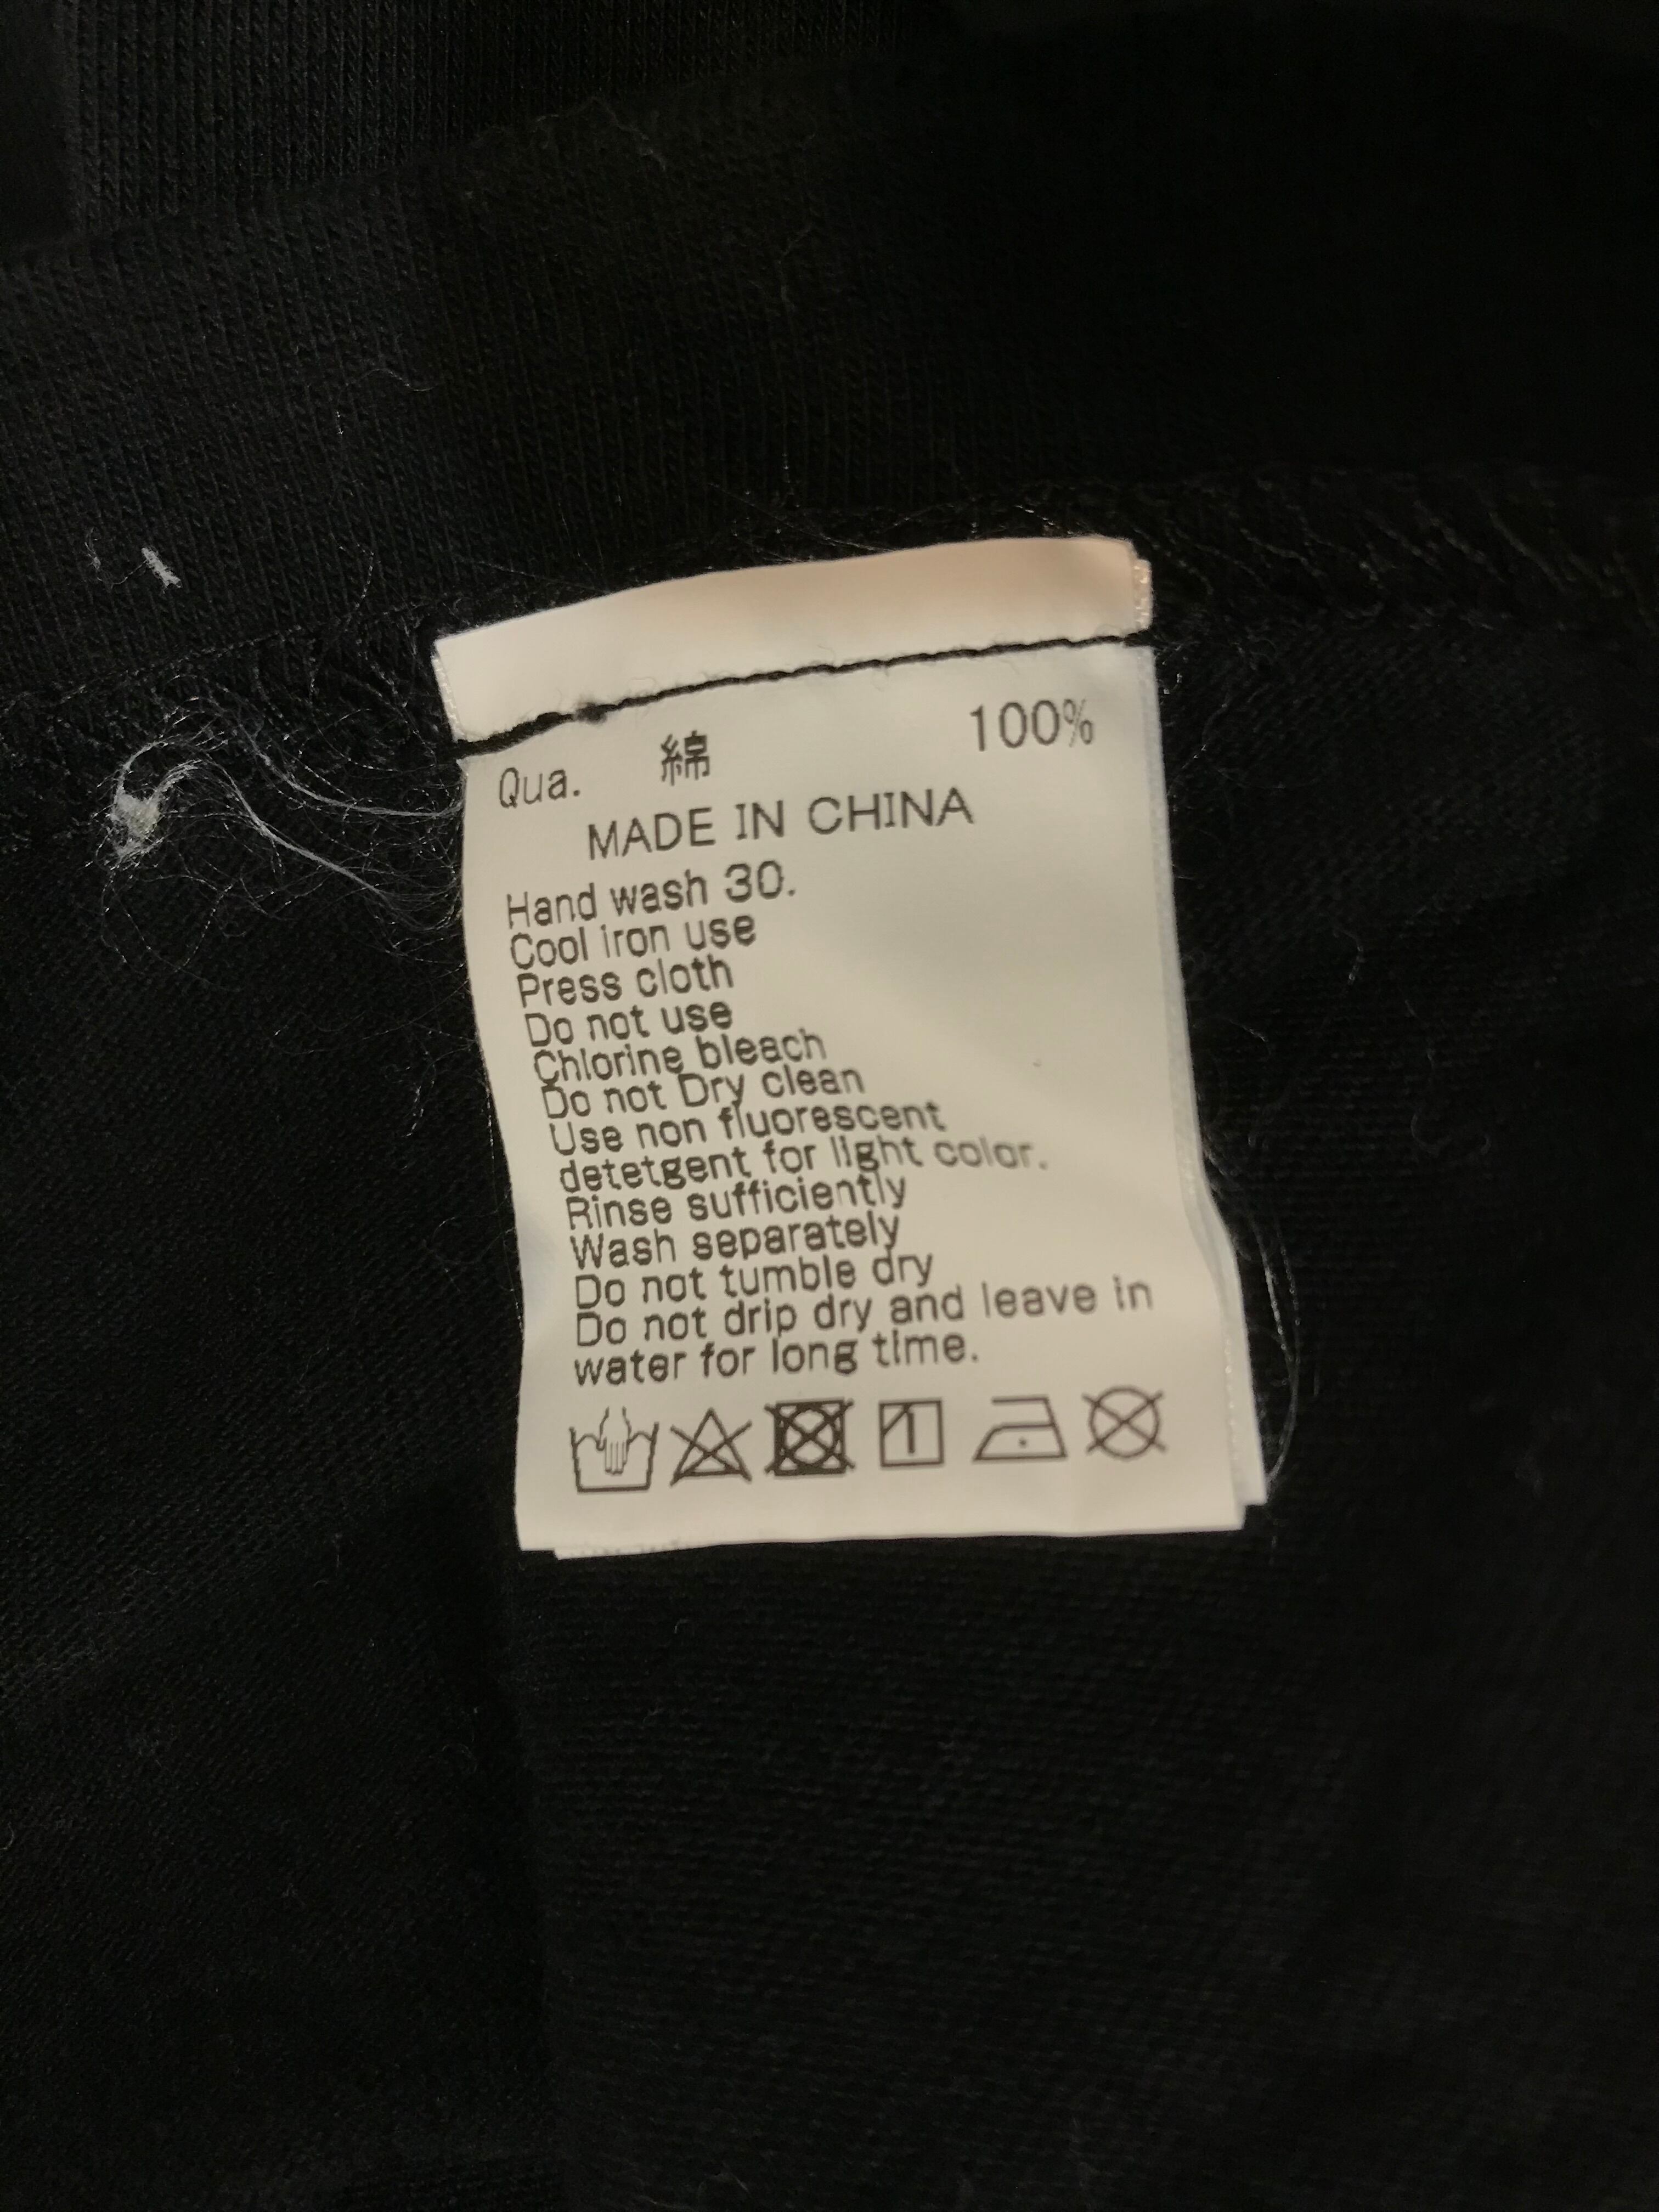 Qua. 綿 100%
MADE IN CHINA
Hand wash 30.
Cool iron use
Press cloth
Do not use
Chlorine bleach
Do not Dry clean
Use non fluorescent
detetgent for light color.
Rinse sufficiently
Wash separately
Do not tumble dry
Do not drip dry and leave in
water for long time.